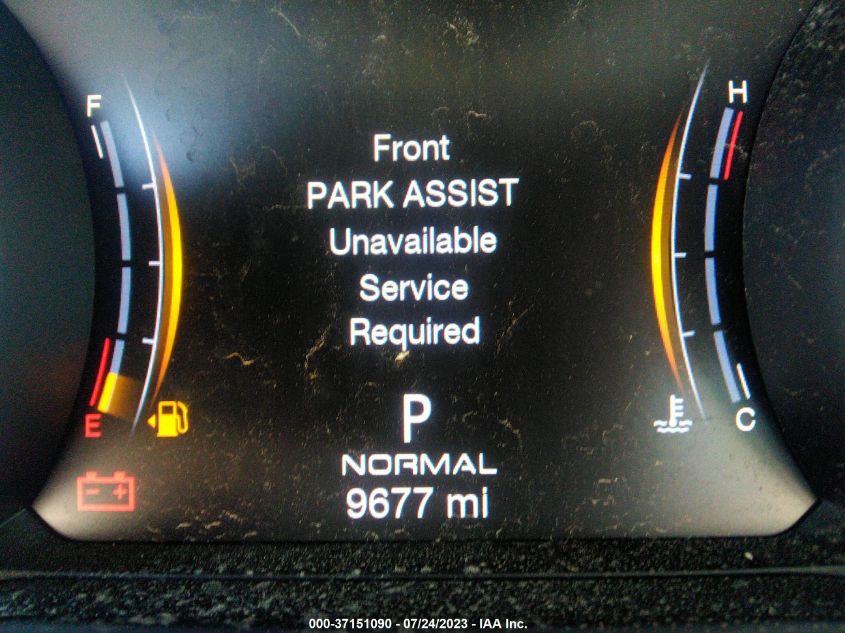 F
H
Front
PARK ASSIST
Unavailable
Service
Required
E
C
P
NORMAL
9677 mi
000-37151090 - 07/24/2023 - IAA Inc.